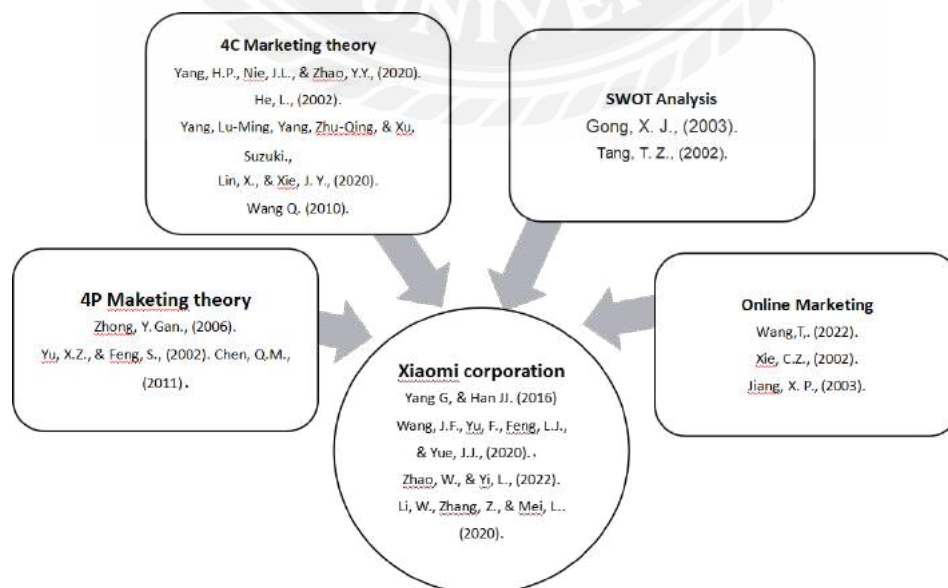 UNIVER
4C Marketing theory
Yang, H.P., Nie, J.L., & Zhao, Y.Y., (2020).
He, L., (2002).
Yang, Lu-Ming, Yang, Zhu-Qing, & Xu,
Suzuki.,
Lin, X., & Xie, J. Y., (2020).
Wang Q. (2010).
SWOT Analysis
Gong, X. J., (2003).
Tang, T. Z., (2002).
4P Maketing theory
Zhong, Y. Gan., (2006).
Yu, X.Z., & Feng, S., (2002). Chen, Q.M.,
(2011).
Online Marketing
Wang,T,. (2022).
Xie, C.Z., (2002).
Jiang, X. P., (2003).
Xiaomi corporation
Yang G, & Han JJ. (2016)
Wang, J.F., Yu, F., Feng, L.J.,
& Yue, J.J., (2020)..
Zhao, W., & Yi, L., (2022).
Li, W., Zhang, Z., & Mei, L..
(2020).